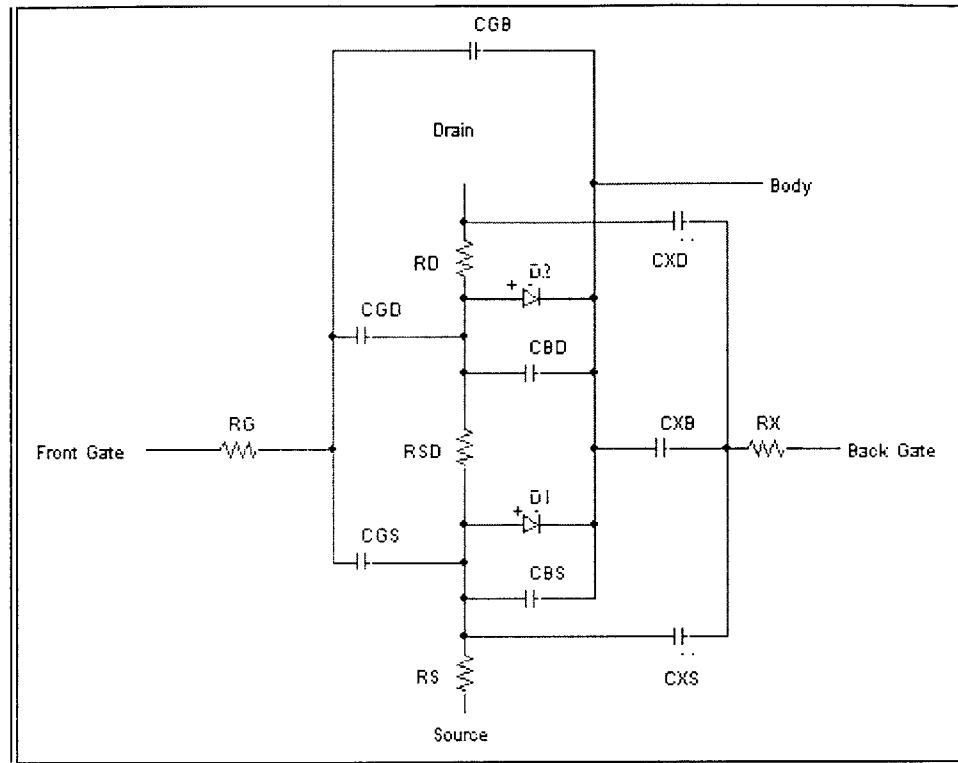 CGB
Drain
Body
RD
CXD
+ D2
CGD
CBD
RG
CXB
RX
Front Gate
RSD
Back Gate
+ D1
CGS
CBS
RS
CXS
Source